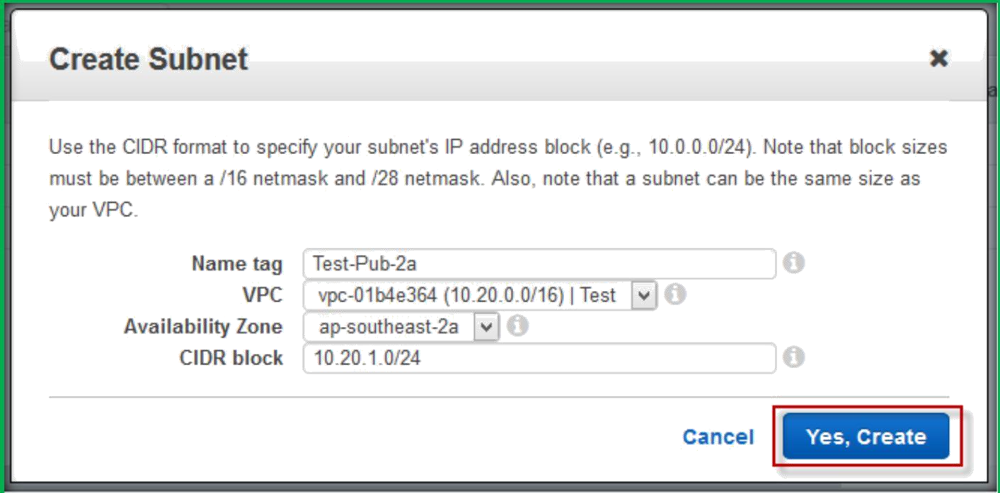 Create Subnet
Use the CIDR format to specify your subnet's IP address block (e.g., 10.0.0.0/24). Note that block sizes
must be between a /16 netmask and /28 netmask. Also, note that a subnet can be the same size as
your VPC.
Name tag Test-Pub-2a
VPC vpc-01b4e364 (10.20.0.0/16) | Test
Availability Zone ap-southeast-2a
CIDR block 10.20.1.0/24
Cancel Yes, Create